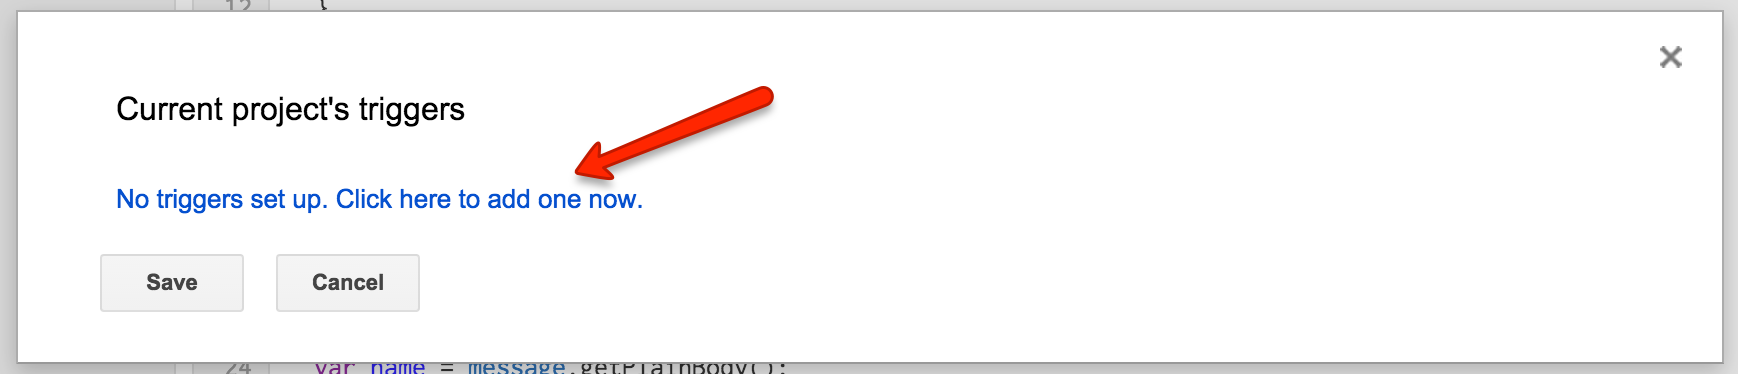 12 {
Current project's triggers
No triggers set up. Click here to add one now.
Save Cancel
24 var name = message.getPlainBody();